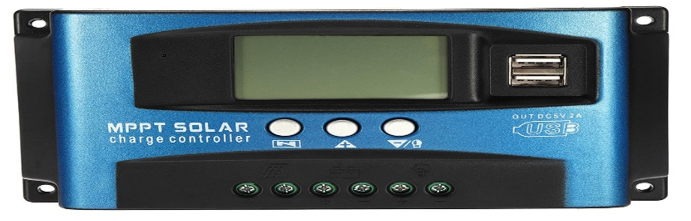 MPPT SOLAR
charge controller
OUT DC5V 2A
USB